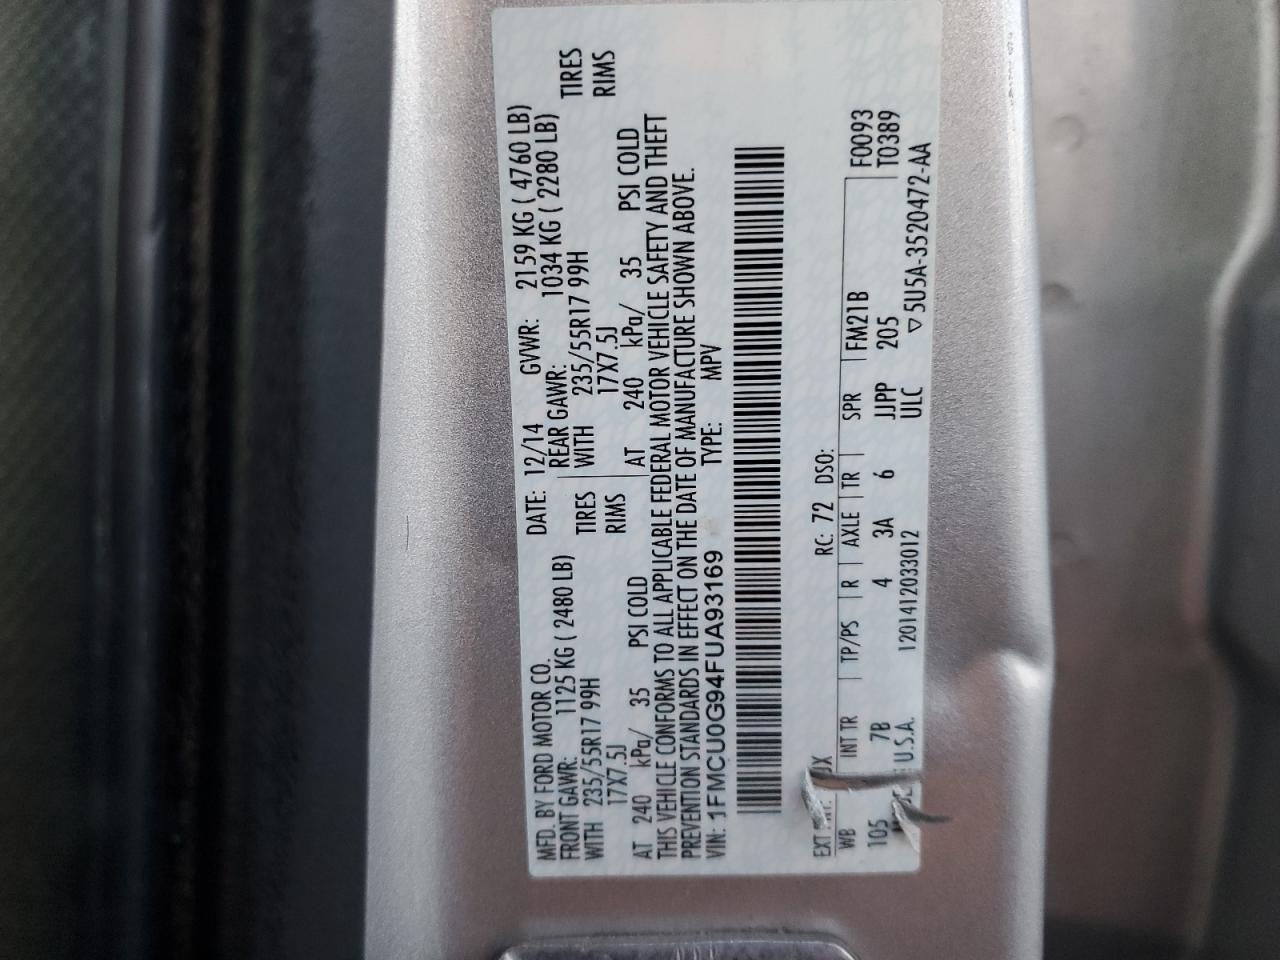 MFD. BY FORD MOTOR CO. DATE: 12/14 GVWR: 2159 KG ( 4760 LB)
FRONT GAWR: 1125 KG ( 2480 LB) REAR GAWR: 1034 KG ( 2280 LB)
WITH 235/55R17 99H TIRES WITH 235/55R17 99H TIRES
17X7.5J RIMS 17X7.5J RIMS
AT 240 kPa/ 35 PSI COLD AT 240 kPa/ 35 PSI COLD
THIS VEHICLE CONFORMS TO ALL APPLICABLE FEDERAL MOTOR VEHICLE SAFETY AND THEFT
PREVENTION STANDARDS IN EFFECT ON THE DATE OF MANUFACTURE SHOWN ABOVE.
VIN: 1FMCU0G94FUA93169 TYPE: MPV
EXT UX RC: 72 DSO:
WB INT TR TP/PS R AXLE TR SPR FM21B F0093
105 7B 4 3A 6 JJPP 205 T0389
U.S.A. 1201412033012 ULC ▽5U5A-3520472-AA